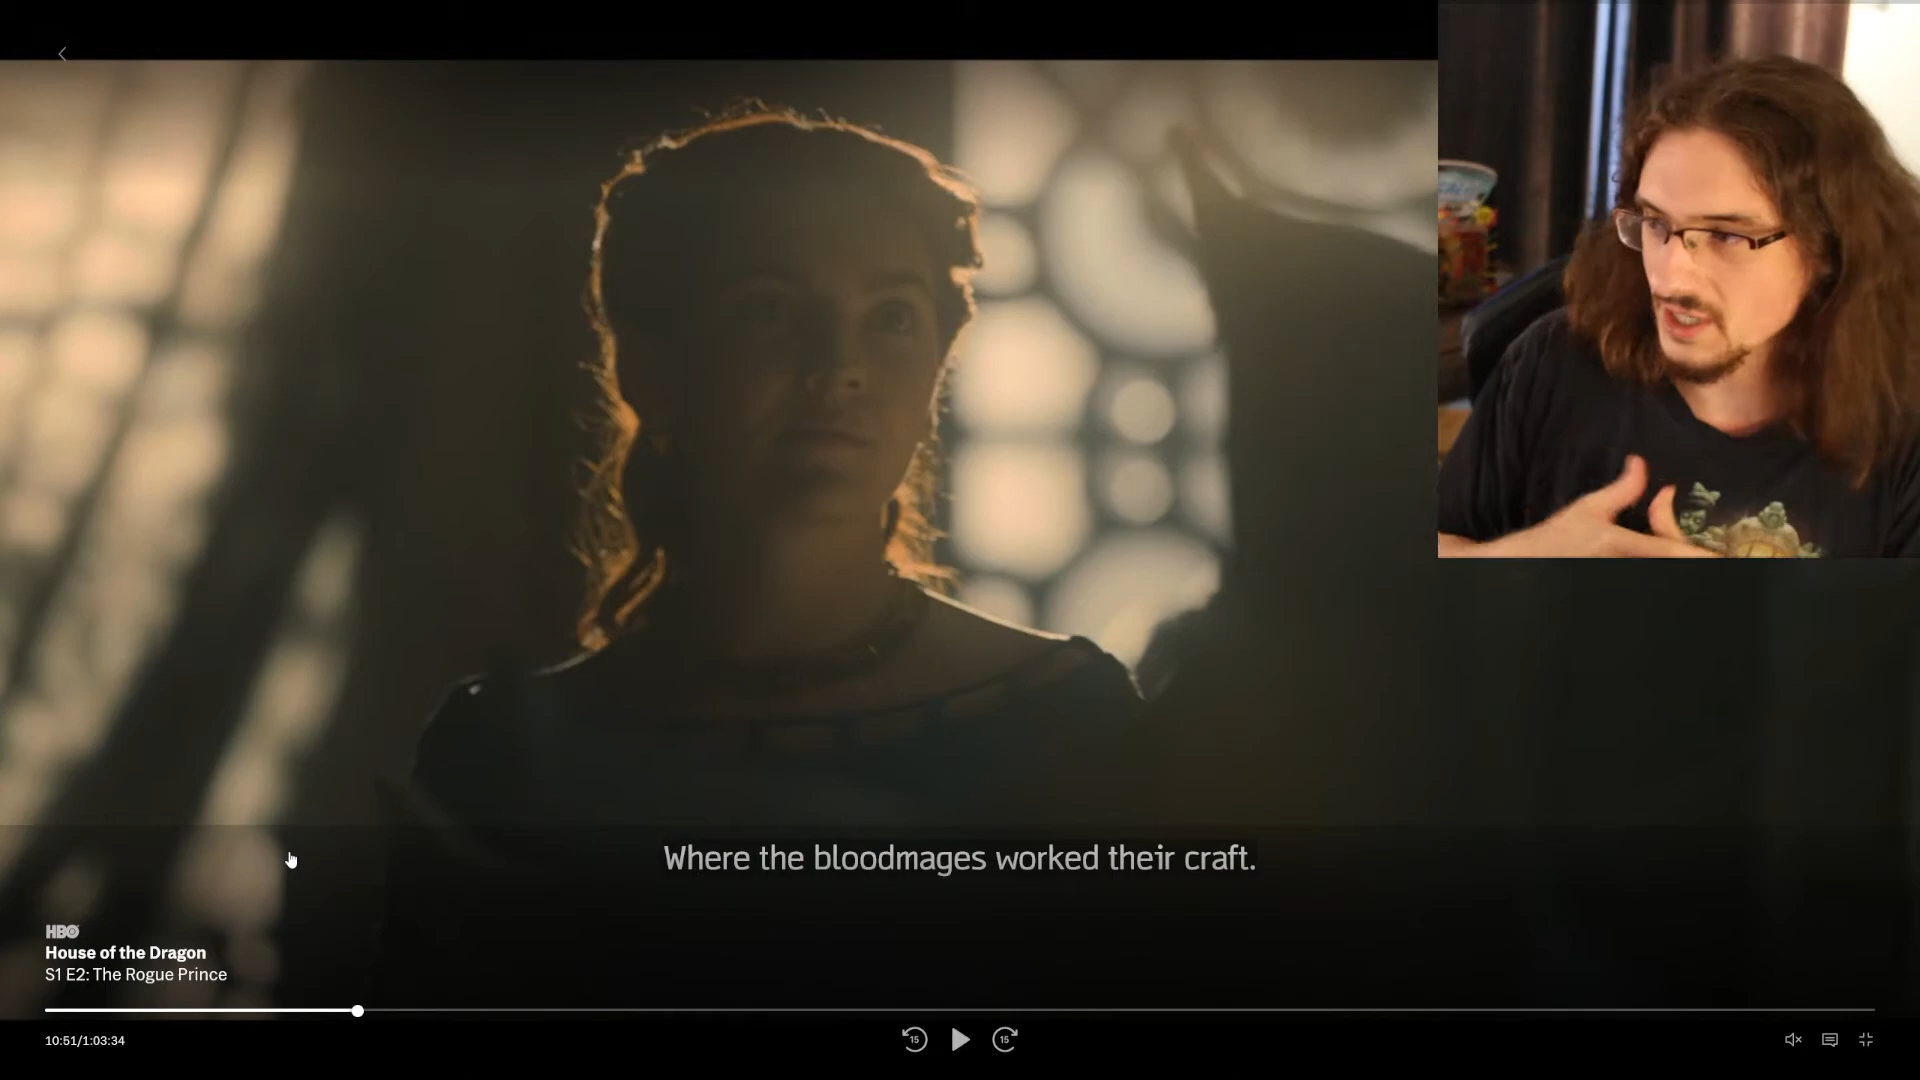 Where the bloodmages worked their craft.
HBO
House of the Dragon
S1 E2: The Rogue Prince
10:51/1:03:34
15
15